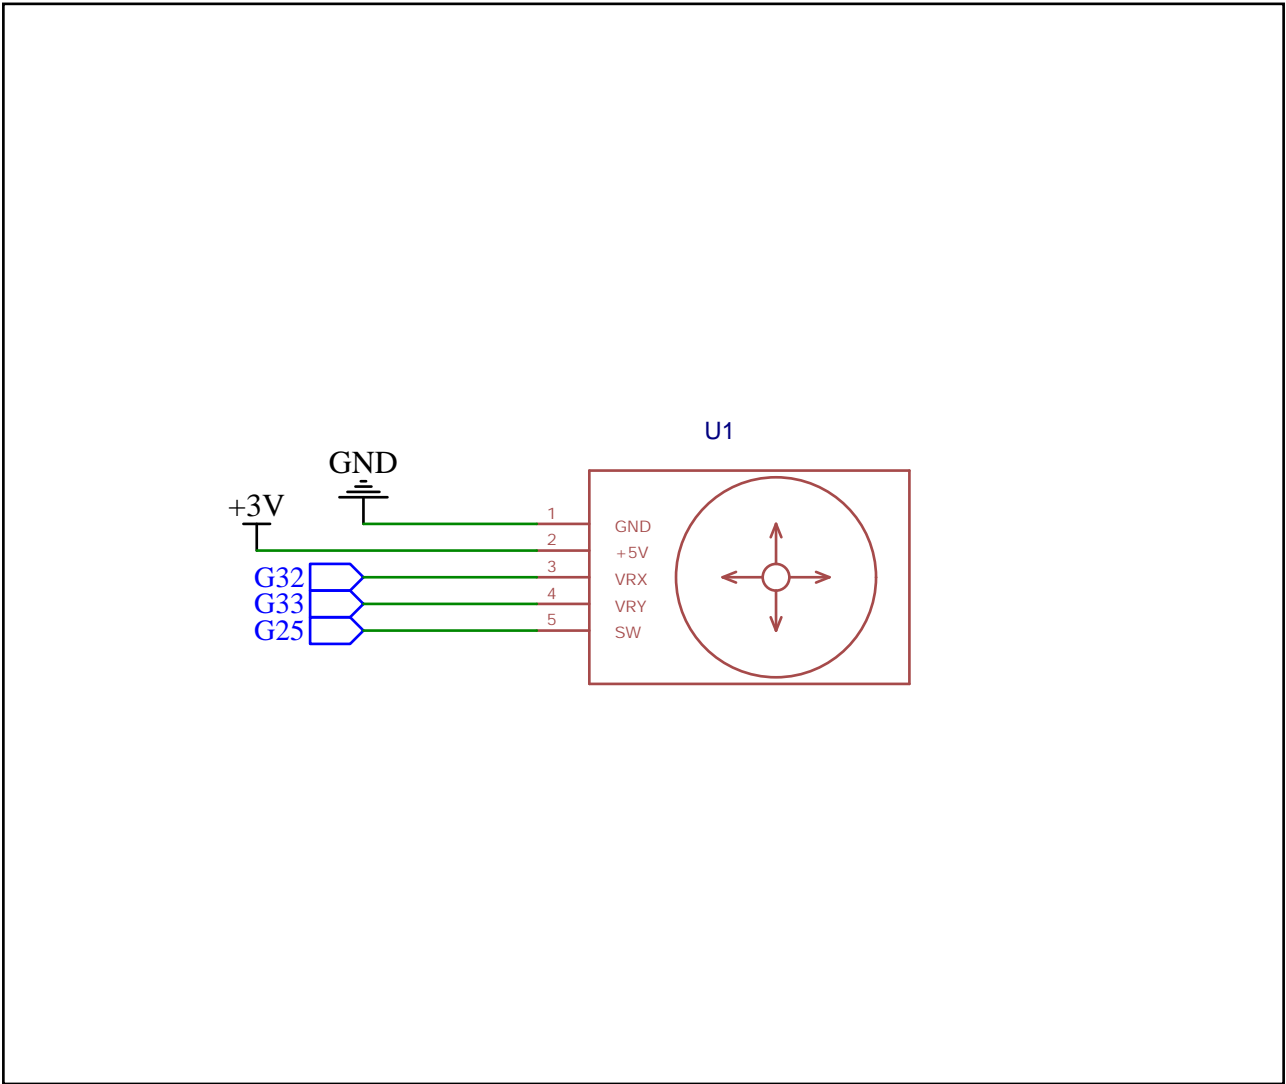 U1
GND
+3V
1 GND
2 +5V
G32 3 VRX
G33 4 VRY
G25 5 SW